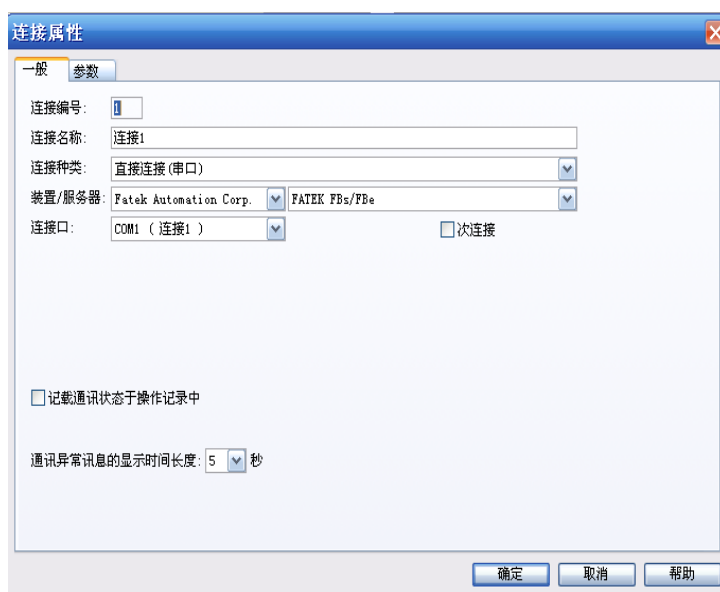 连接属性
一般 参数
连接编号: 1
连接名称: 连接1
连接种类: 直接连接(串口)
装置/服务器: Fatek Automation Corp. FATEK FBs/FBe
连接口: COM1 ( 连接1 ) 次连接
记载通讯状态于操作记录中
通讯异常讯息的显示时间长度: 5 秒
确定 取消 帮助